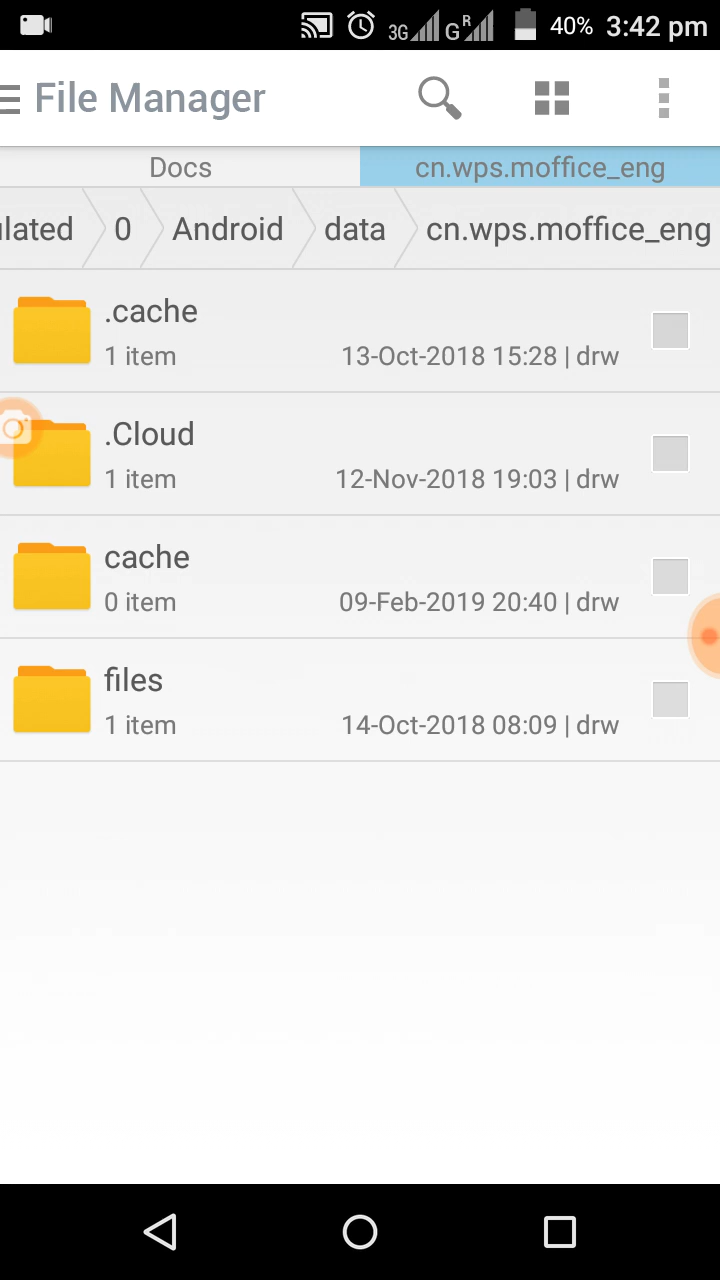 3G G R 40% 3:42 pm
File Manager
Docs cn.wps.moffice_eng
lated 0 Android data cn.wps.moffice_eng
.cache
1 item 13-Oct-2018 15:28 | drw
.Cloud
1 item 12-Nov-2018 19:03 | drw
cache
0 item 09-Feb-2019 20:40 | drw
files
1 item 14-Oct-2018 08:09 | drw